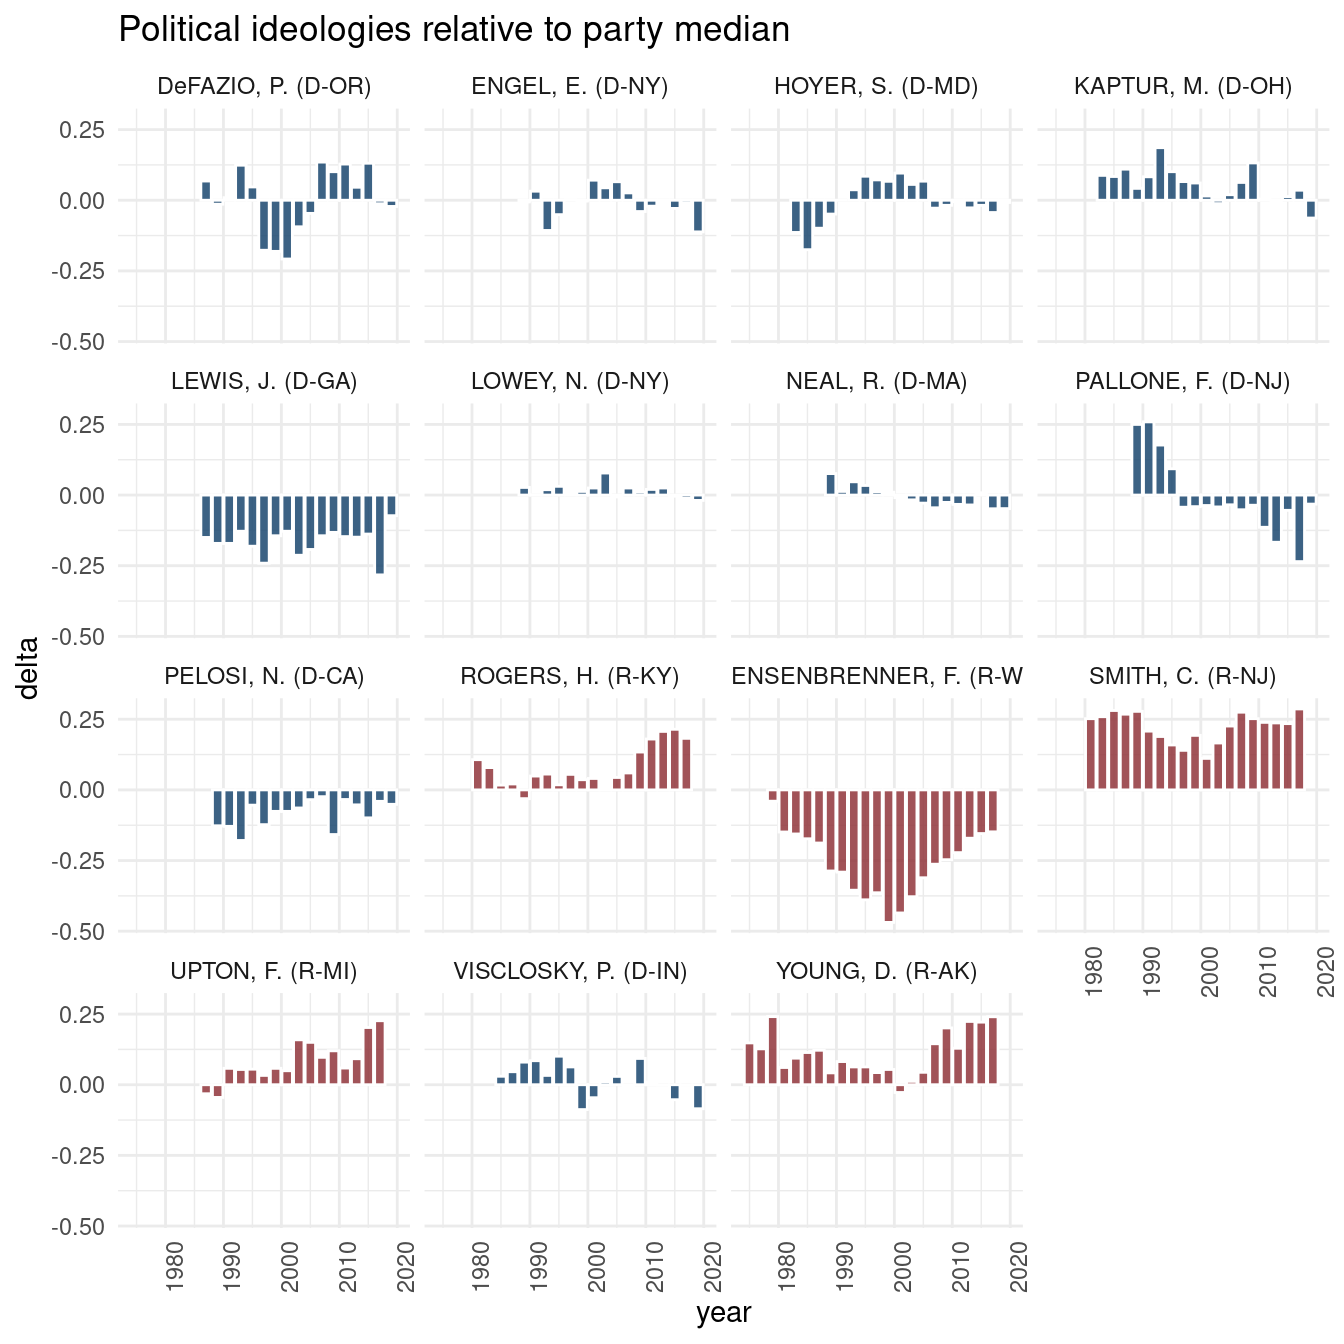 Political ideologies relative to party median
DeFAZIO, P. (D-OR)
ENGEL, E. (D-NY)
HOYER, S. (D-MD)
KAPTUR, M. (D-OH)
0.25
0.00
-0.25
-0.50
LEWIS, J. (D-GA)
LOWEY, N. (D-NY)
NEAL, R. (D-MA)
PALLONE, F. (D-NJ)
0.25
0.00
-0.25
-0.50
delta
PELOSI, N. (D-CA)
ROGERS, H. (R-KY)
ENSENBRENNER, F. (R-W
SMITH, C. (R-NJ)
0.25
0.00
-0.25
-0.50
1980
1990
2000
2010
2020
UPTON, F. (R-MI)
VISCLOSKY, P. (D-IN)
YOUNG, D. (R-AK)
0.25
0.00
-0.25
-0.50
1980
1990
2000
2010
2020
1980
1990
2000
2010
2020
1980
1990
2000
2010
2020
year